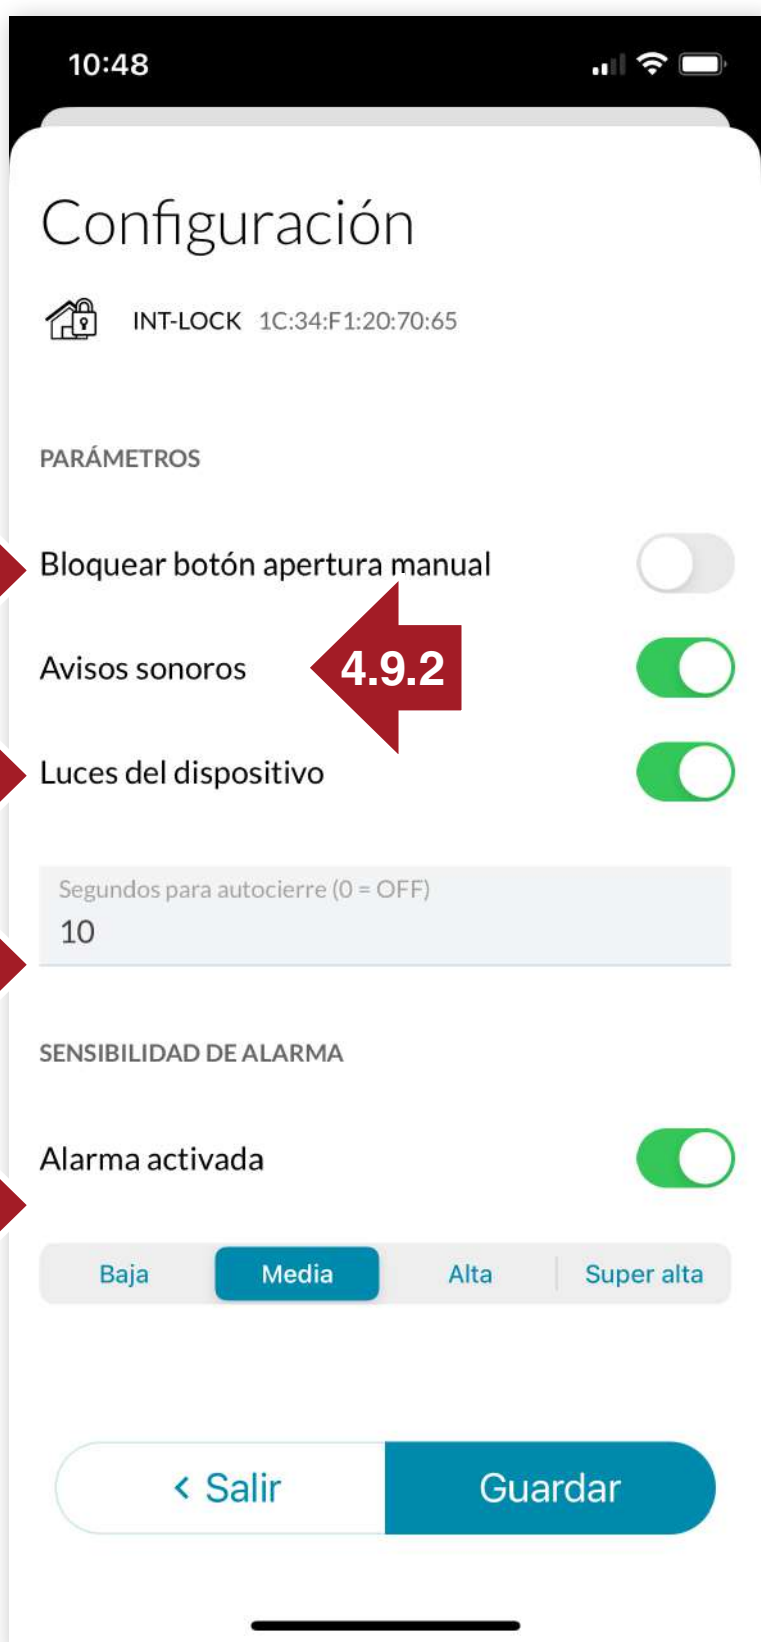 10:48
Configuración
INT-LOCK 1C:34:F1:20:70:65
PARÁMETROS
Bloquear botón apertura manual
Avisos sonoros
4.9.2
Luces del dispositivo
Segundos para autocierre (0 = OFF)
10
SENSIBILIDAD DE ALARMA
Alarma activada
Baja Media Alta Super alta
< Salir Guardar